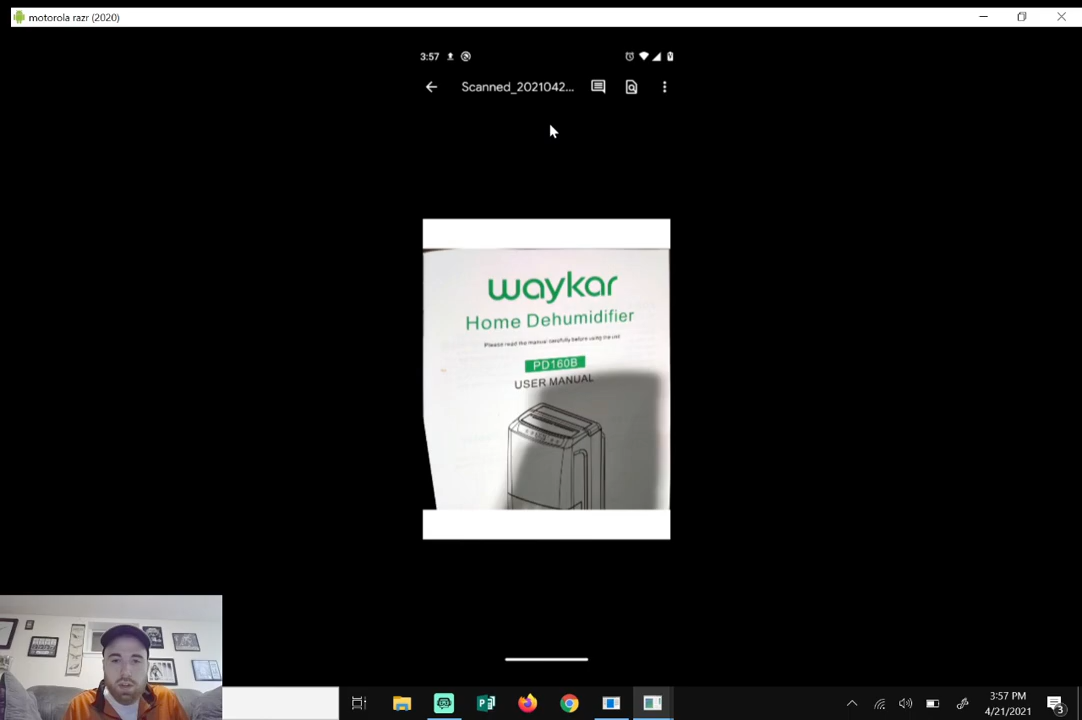 motorola razr (2020)
3:57
Scanned_2021042...
waykar
Home Dehumidifier
Please read the manual carefully before using the unit
PD160B
USER MANUAL
3:57 PM
4/21/2021
3